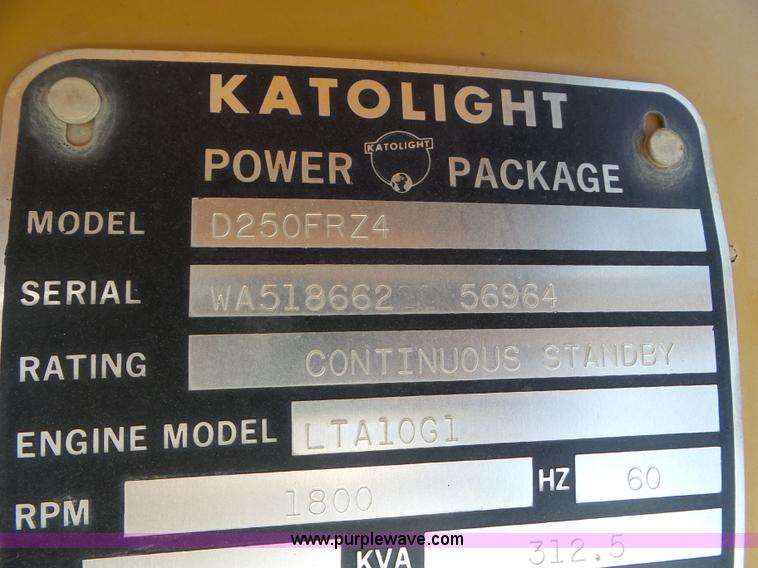 KATOLIGHT
POWER KATOLIGHT PACKAGE
MODEL D250FRZ4
SERIAL WA518662 56964
RATING CONTINUOUS STANDBY
ENGINE MODEL LTA10G1
RPM 1800 HZ 60
www.purplewave.com
KVA 312.5